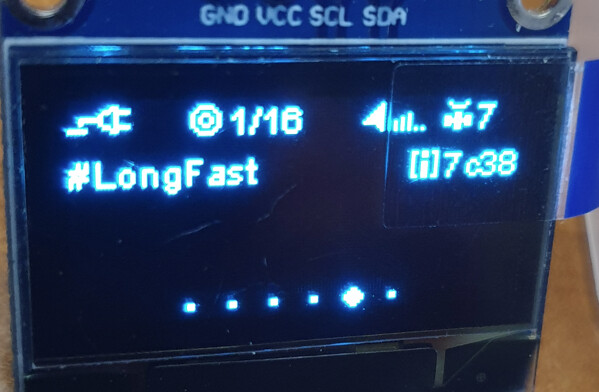 GND VCC SCL SDA
1/16 7
#LongFast [i]7c38